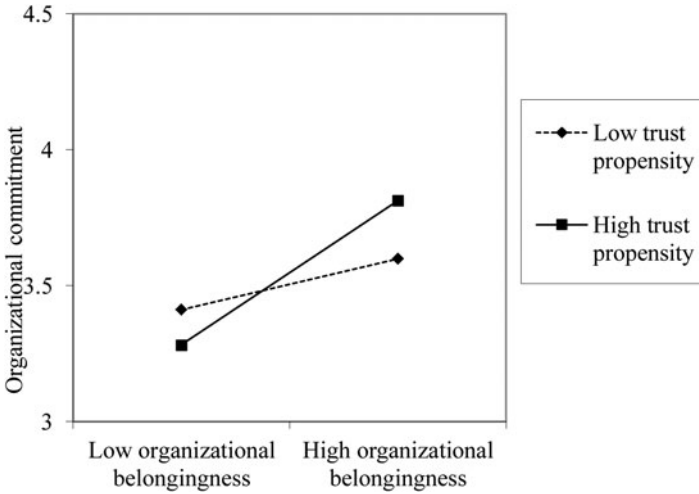 4.5
4
3.5
3
Organizational commitment
Low organizational
belongingness
High organizational
belongingness
Low trust
propensity
High trust
propensity